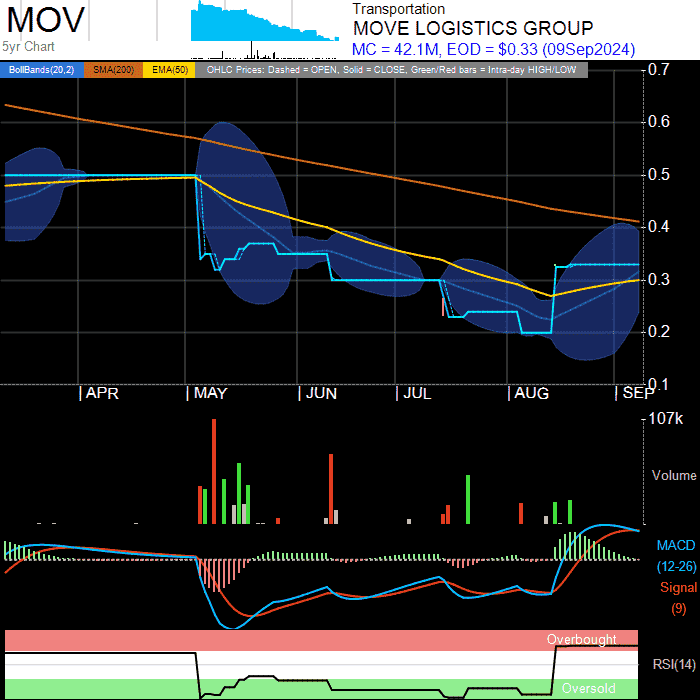 MOV
5yr Chart
Transportation
MOVE LOGISTICS GROUP
MC = 42.1M, EOD = $0.33 (09Sep2024)
BollBands(20,2) SMA(200) EMA(50) OHLC Prices: Dashed = OPEN, Solid = CLOSE, Green/Red bars = Intra-day HIGH/LOW
0.7
0.6
0.5
0.4
0.3
0.2
0.1
APR MAY JUN JUL AUG SEP
107k
Volume
MACD
(12-26)
Signal
(9)
Overbought
RSI(14)
Oversold